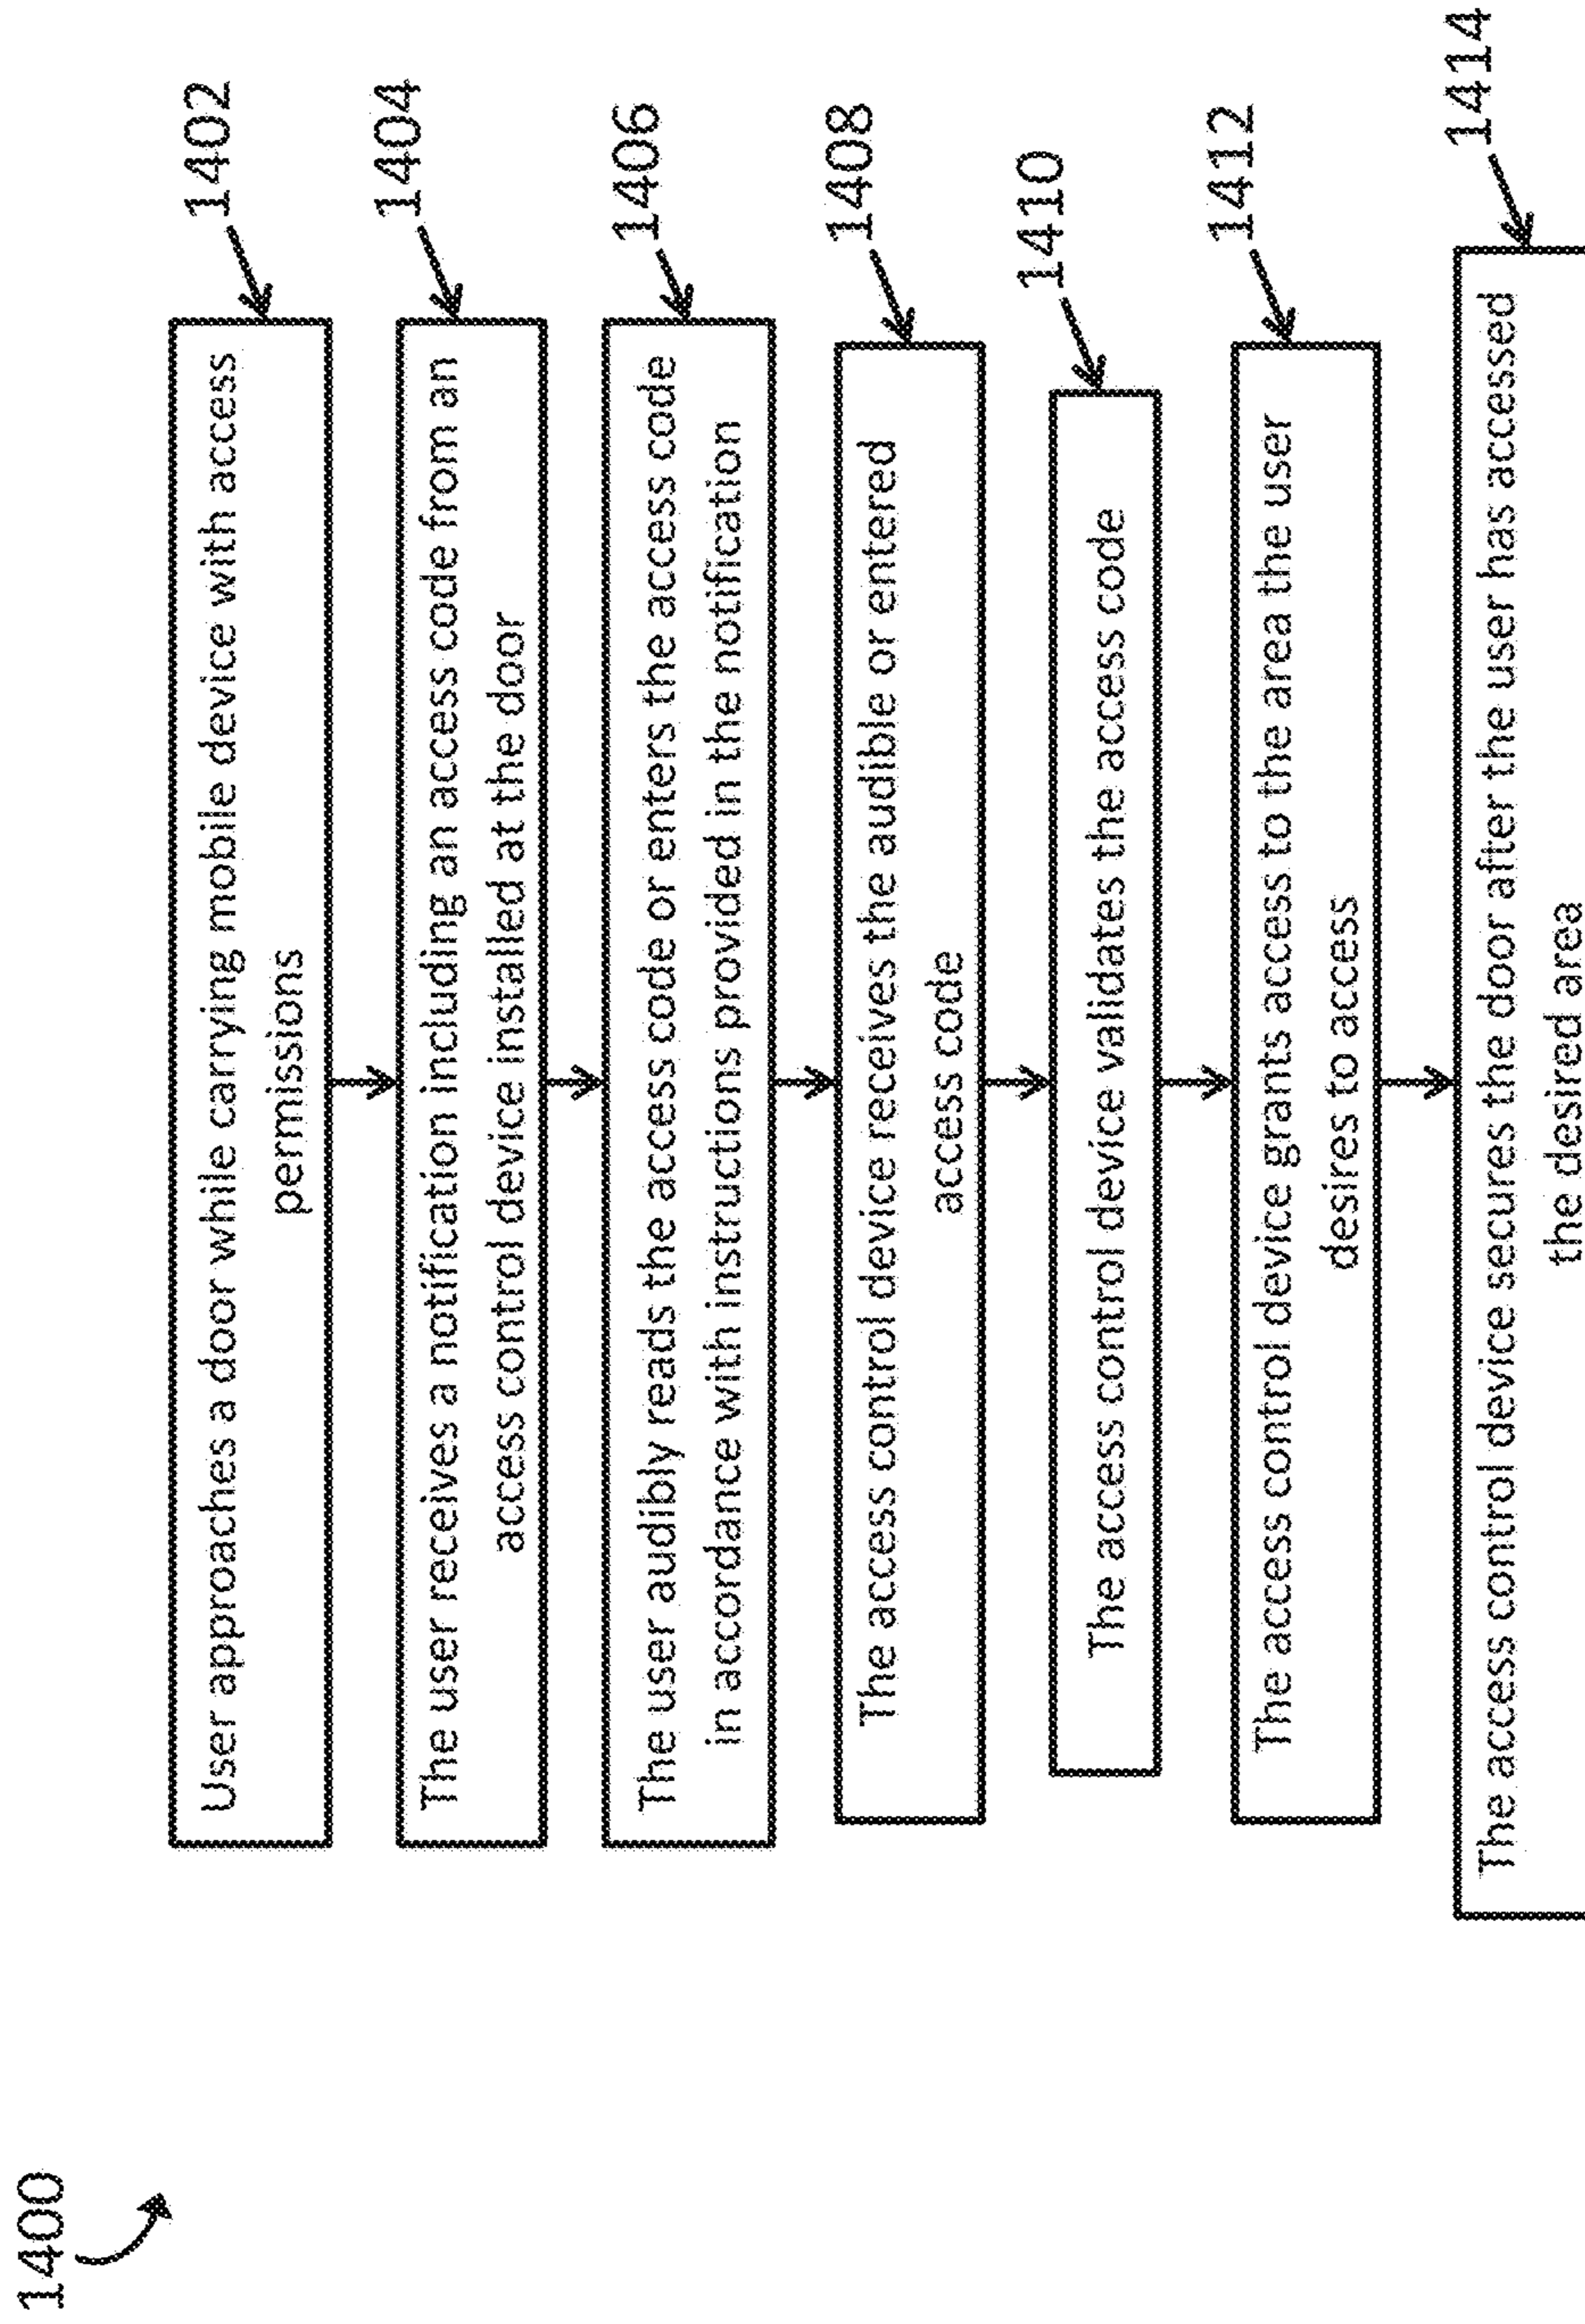 1400
User approaches a door while carrying mobile device with access
permissions
1402
The user receives a notification including an access code from an
access control device installed at the door
1404
The user audibly reads the access code or enters the access code
in accordance with instructions provided in the notification
1406
The access control device receives the audible or entered
access code
1408
The access control device validates the access code
1410
The access control device grants access to the area the user
desires to access
1412
The access control device secures the door after the user has accessed
the desired area
1414